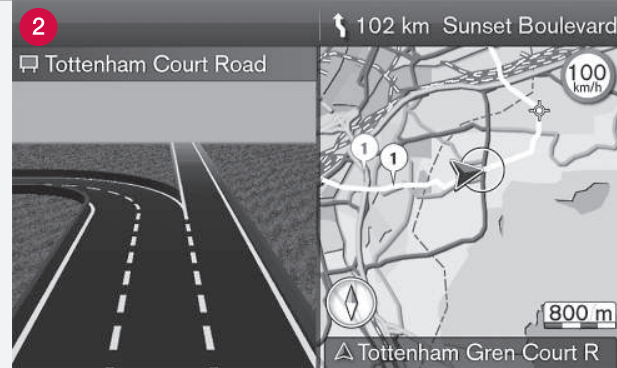 2
102 km Sunset Boulevard
Tottenham Court Road
100
km/h
1
1
800 m
Tottenham Gren Court R